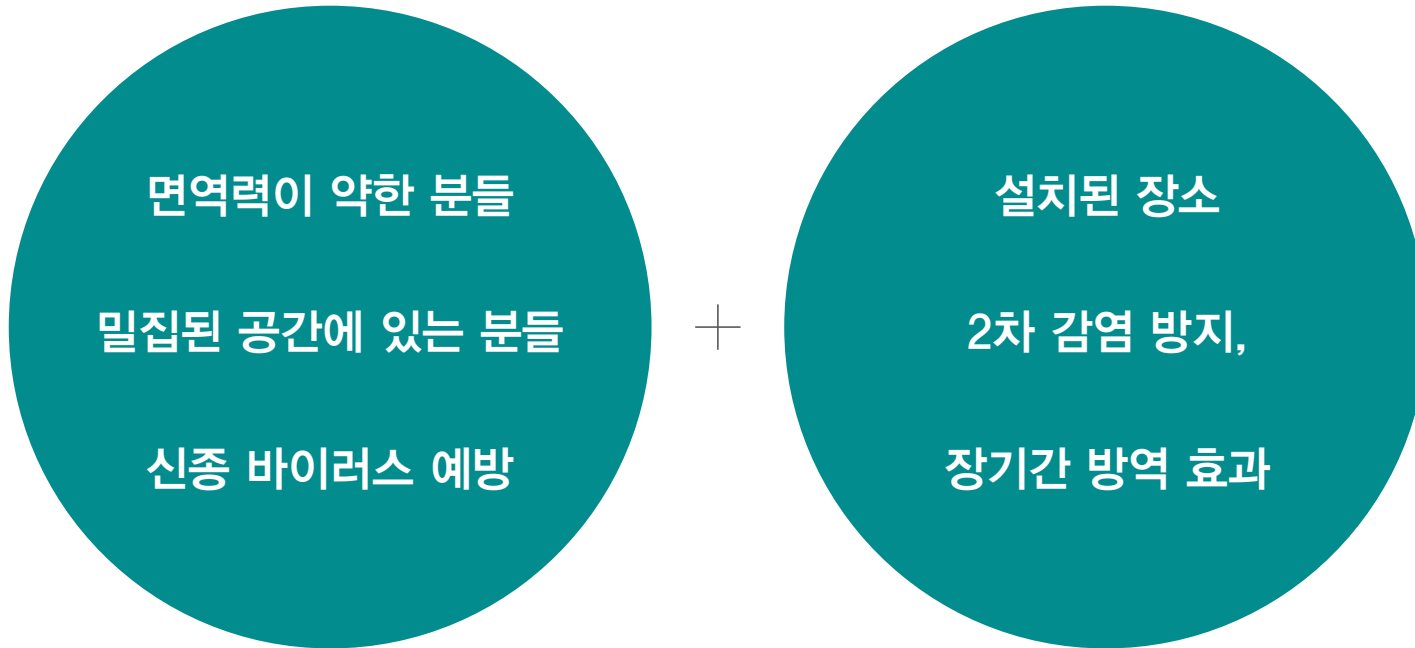 면역력이 약한 분들
밀집된 공간에 있는 분들
신종 바이러스 예방
+
설치된 장소
2차 감염 방지,
장기간 방역 효과